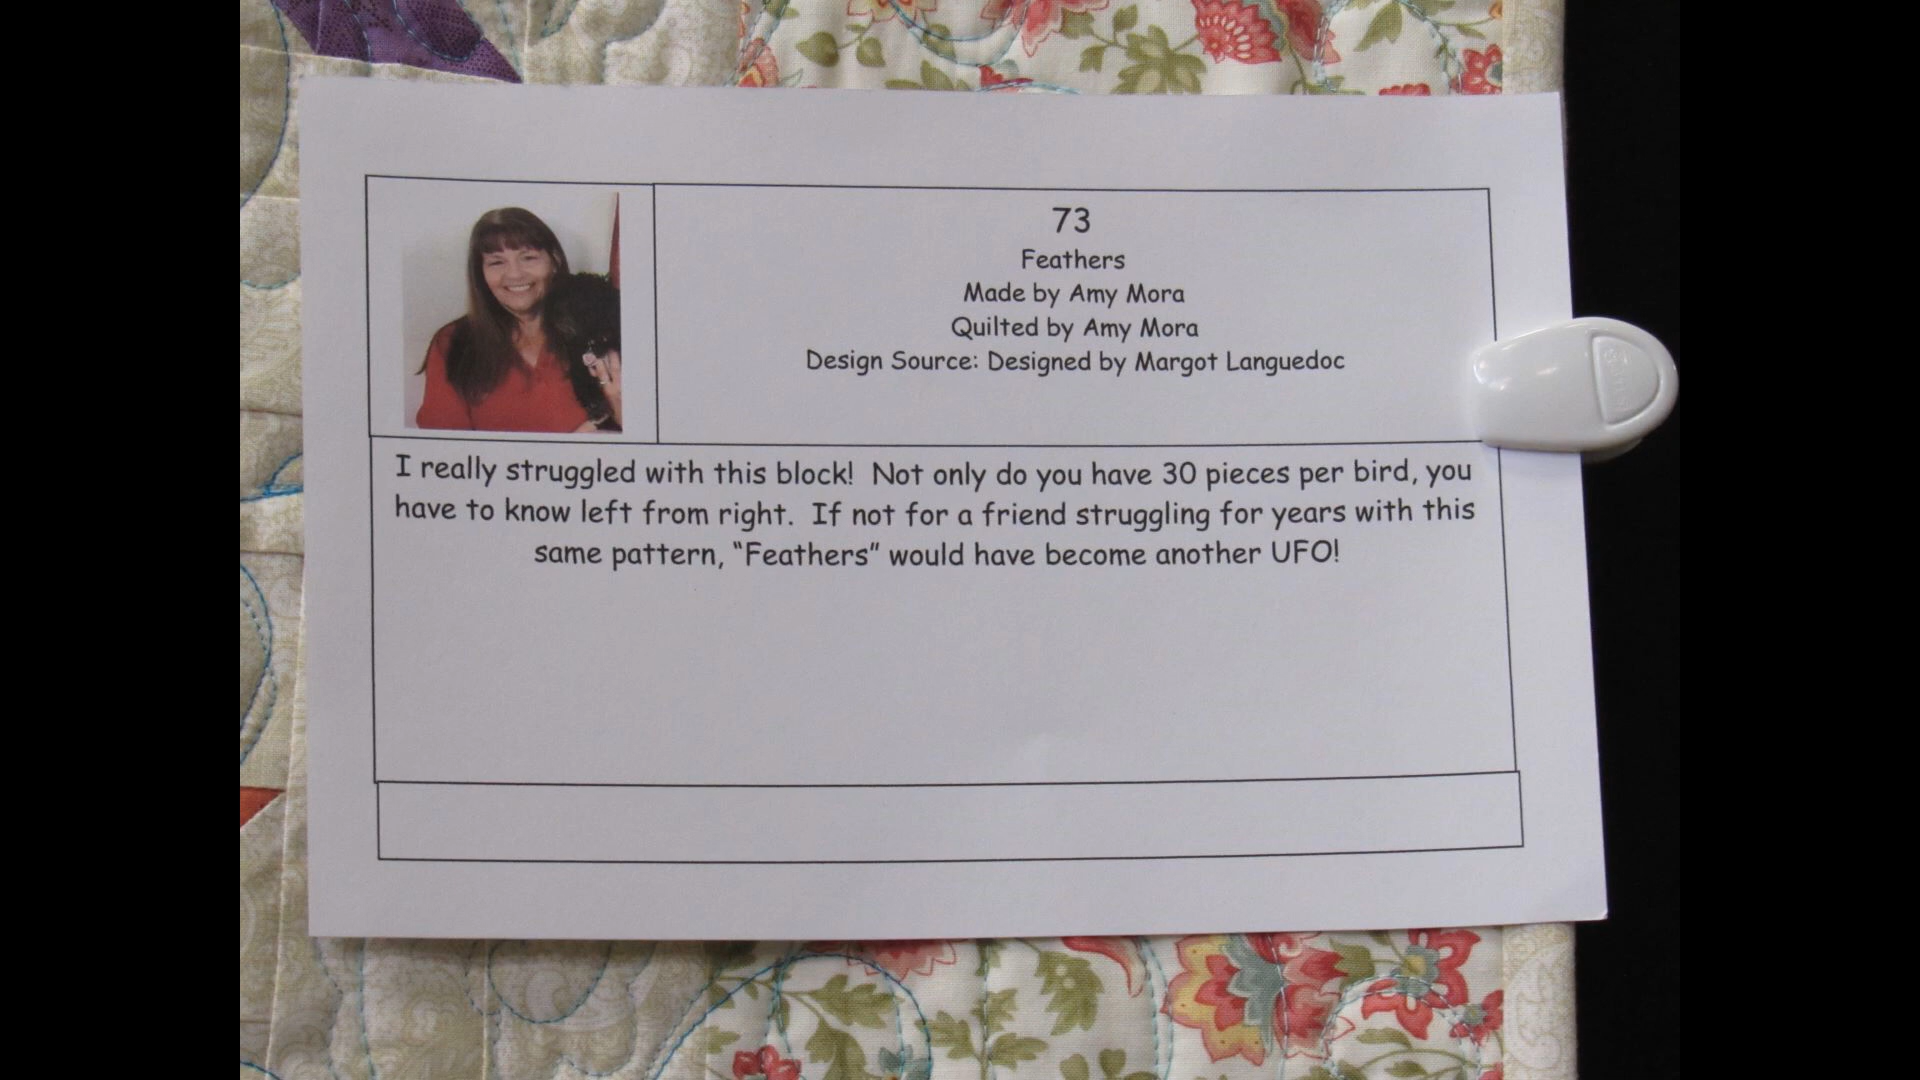 73
Feathers
Made by Amy Mora
Quilted by Amy Mora
Design Source: Designed by Margot Languedoc
I really struggled with this block!  Not only do you have 30 pieces per bird, you
have to know left from right.  If not for a friend struggling for years with this
same pattern, “Feathers” would have become another UFO!